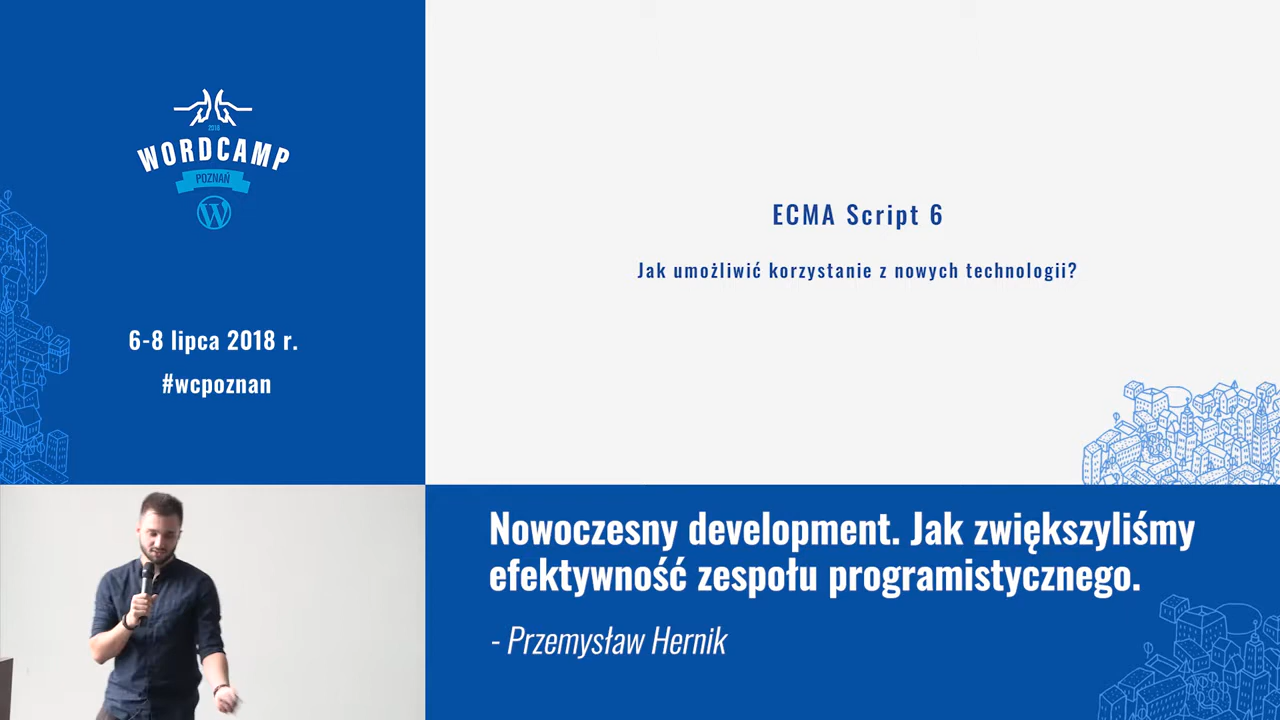 2018
WORDCAMP
POZNAŃ
6-8 lipca 2018 r.
#wcpoznan
ECMA Script 6
Jak umożliwić korzystanie z nowych technologii?
Nowoczesny development. Jak zwiększyliśmy
efektywność zespołu programistycznego.
- Przemysław Hernik